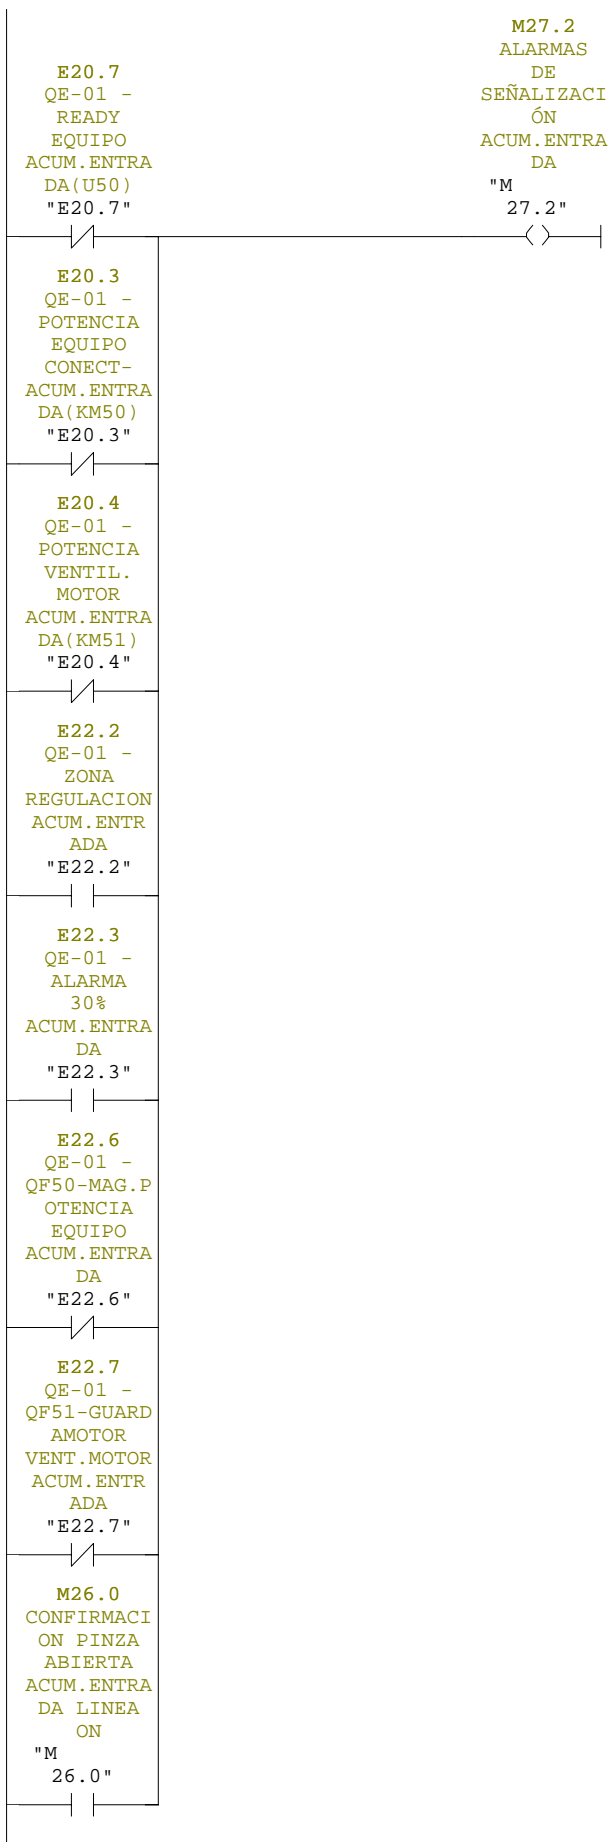 M27.2
ALARMAS
DE
SEÑALIZACI
ÓN
ACUM.ENTRA
DA
"M
27.2"
E20.7
QE-01 -
READY
EQUIPO
ACUM.ENTRA
DA(U50)
"E20.7"
E20.3
QE-01 -
POTENCIA
EQUIPO
CONECT-
ACUM.ENTRA
DA(KM50)
"E20.3"
E20.4
QE-01 -
POTENCIA
VENTIL.
MOTOR
ACUM.ENTRA
DA(KM51)
"E20.4"
E22.2
QE-01 -
ZONA
REGULACION
ACUM.ENTR
ADA
"E22.2"
E22.3
QE-01 -
ALARMA
30%
ACUM.ENTRA
DA
"E22.3"
E22.6
QE-01 -
QF50-MAG.P
OTENCIA
EQUIPO
ACUM.ENTRA
DA
"E22.6"
E22.7
QE-01 -
QF51-GUARD
AMOTOR
VENT.MOTOR
ACUM.ENTR
ADA
"E22.7"
M26.0
CONFIRMACI
ON PINZA
ABIERTA
ACUM.ENTRA
DA LINEA
ON
"M
26.0"